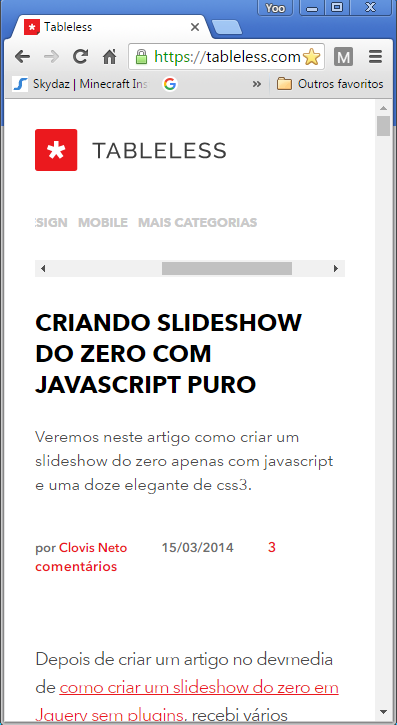 Yoo
Tableless
https://tableless.com
M
Skydaz | Minecraft Ins
G
»
Outros favoritos
* TABLELESS
ESIGN MOBILE MAIS CATEGORIAS
CRIANDO SLIDESHOW
DO ZERO COM
JAVASCRIPT PURO
Veremos neste artigo como criar um
slideshow do zero apenas com javascript
e uma doze elegante de css3.
por Clovis Neto 15/03/2014 3
comentários
Depois de criar um artigo no devmedia
de como criar um slideshow do zero em
Jquery sem plugins, recebi vários